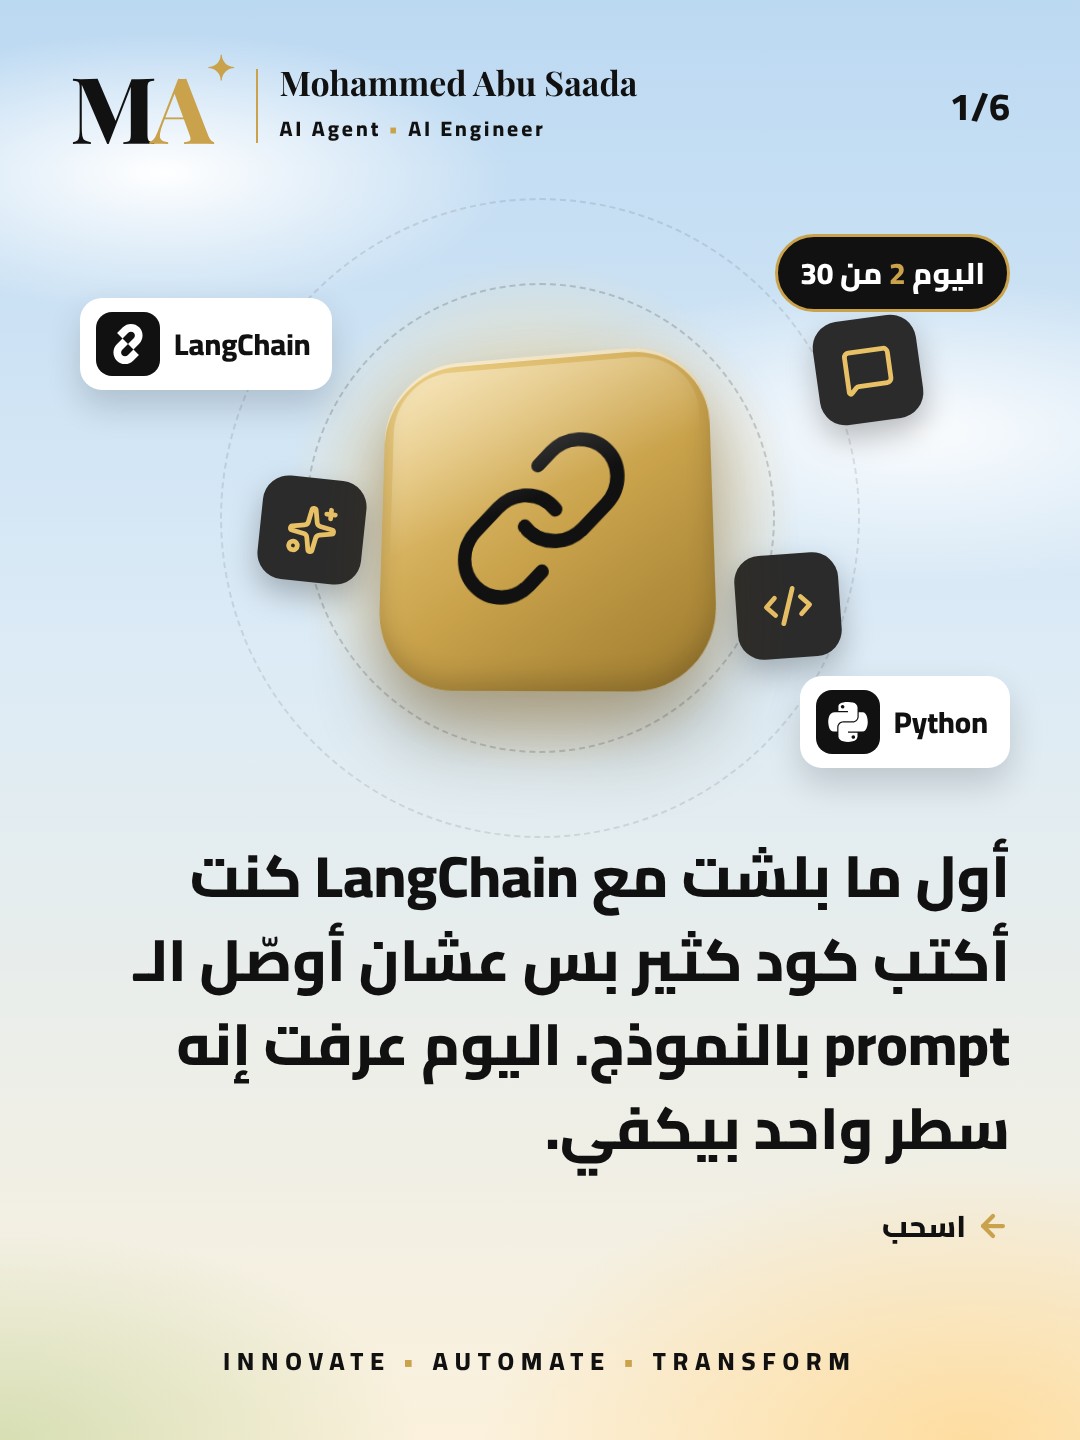 MA
Mohammed Abu Saada
AI Agent ▪ AI Engineer
1/6
اليوم 2 من 30
LangChain
Python
أول ما بلشت مع LangChain كنت
أكتب كود كثير بس عشان أوصّل الـ
prompt بالنموذج. اليوم عرفت إنه
سطر واحد بيكفي.
اسحب
INNOVATE ▪ AUTOMATE ▪ TRANSFORM